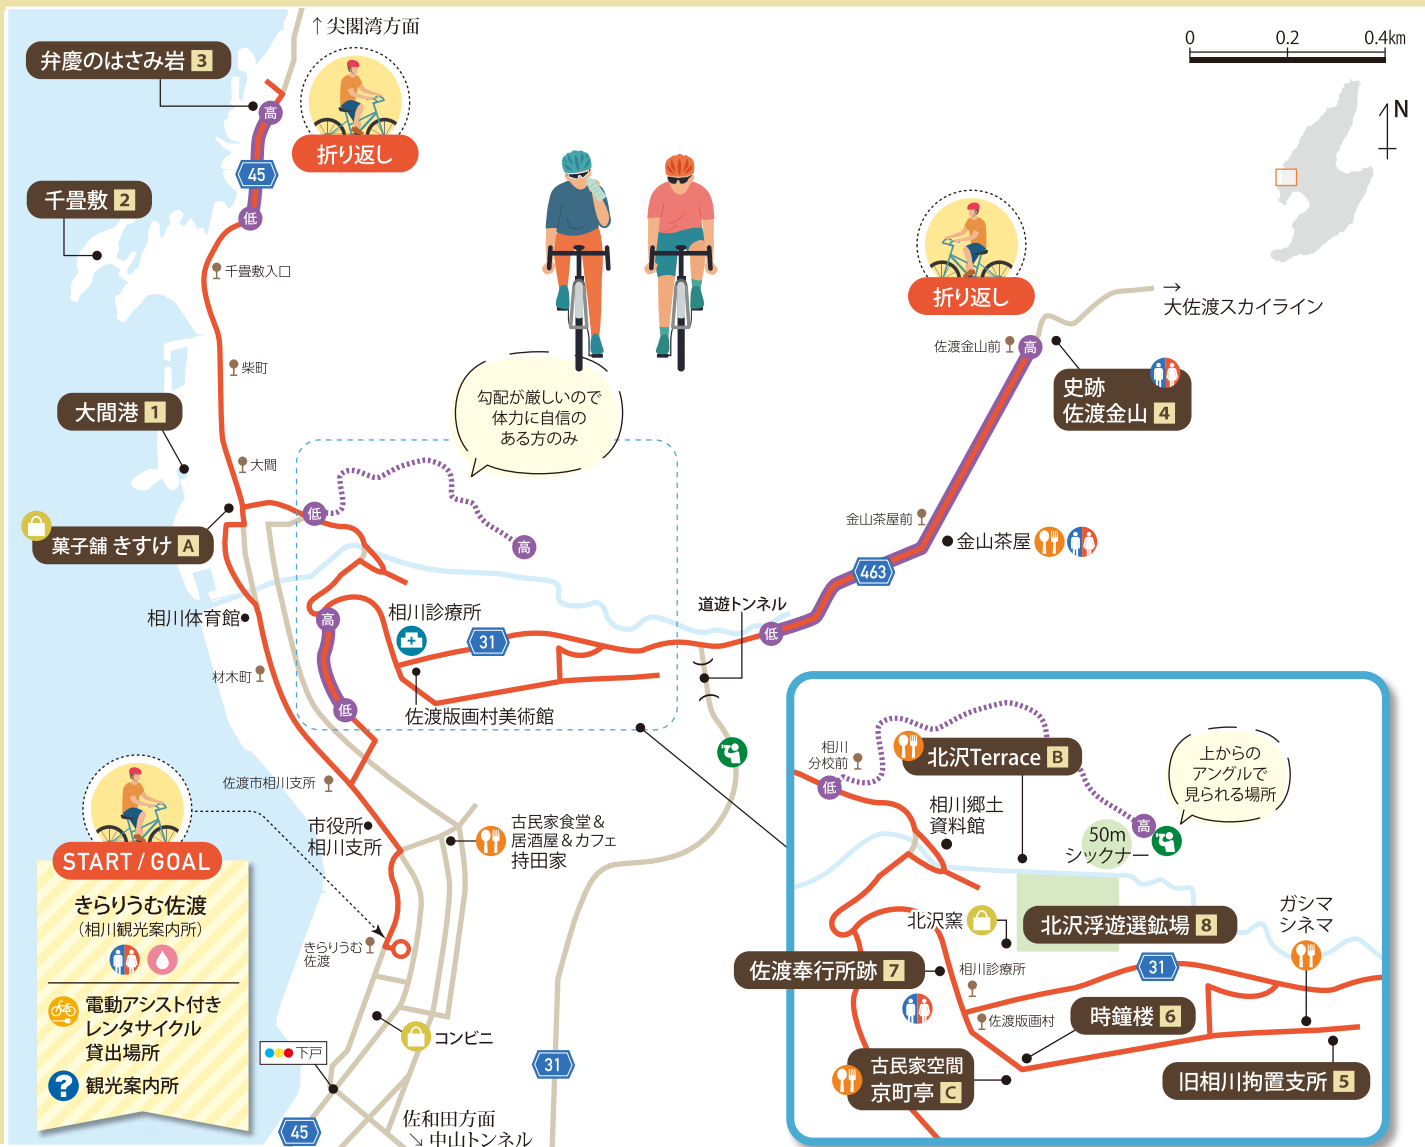 ↑尖閣湾方面
弁慶のはさみ岩 3
高
折り返し
45
千畳敷 2
低
千畳敷入口
柴町
大間港 1
大間
菓子舗 きすけ A
相川体育館
材木町
佐渡市相川支所
START / GOAL
きらりうむ佐渡
(相川観光案内所)
電動アシスト付き
レンタサイクル
貸出場所
?
観光案内所
市役所
相川支所
きらりうむ
佐渡
古民家食堂&
居酒屋&カフェ
持田家
コンビニ
下戸
45
佐和田方面
↘中山トンネル
31
0 0.2 0.4km
N
折り返し
→
大佐渡スカイライン
佐渡金山前
高
史跡
佐渡金山 4
勾配が厳しいので
体力に自信の
ある方のみ
低
高
金山茶屋前
金山茶屋
463
道遊トンネル
低
高
相川診療所
31
低
佐渡版画村美術館
相川
分校前
低
北沢Terrace B
上からの
アングルで
見られる場所
相川郷土
資料館
50m
シックナー
高
北沢窯
北沢浮遊選鉱場 8
ガシマ
シネマ
佐渡奉行所跡 7
相川診療所
31
佐渡版画村
時鐘楼 6
古民家空間
京町亭 C
旧相川拘置支所 5